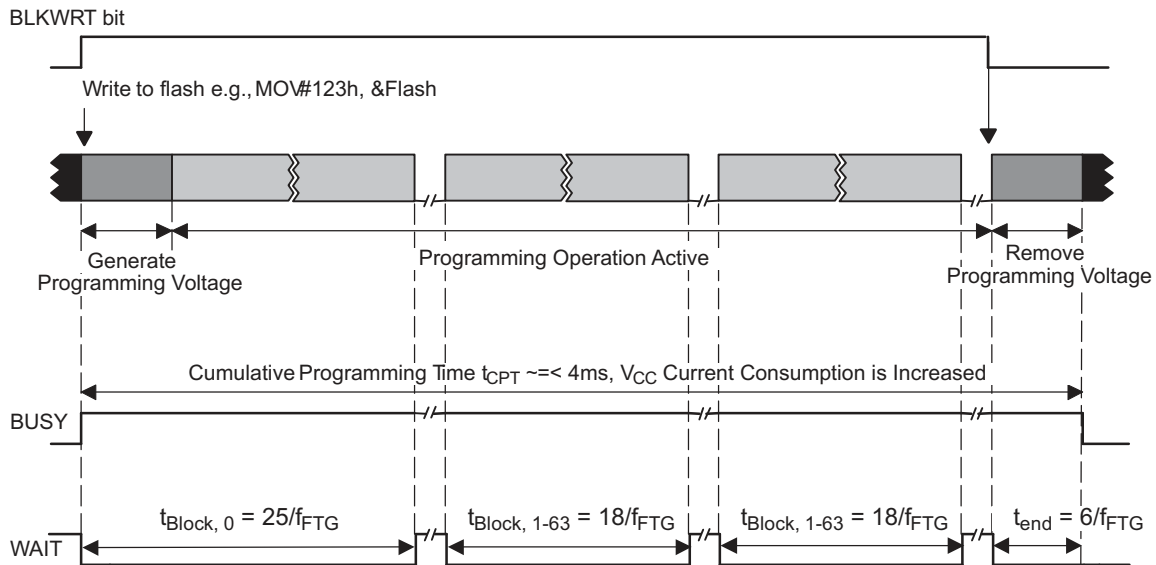 BLKWRT bit
Write to flash e.g., MOV#123h, &Flash
Generate
Programming Voltage
Programming Operation Active
Remove
Programming Voltage
Cumulative Programming Time tCPT ~=< 4ms, VCC Current Consumption is Increased
BUSY
tBlock, 0 = 25/fFTG
tBlock, 1-63 = 18/fFTG
tBlock, 1-63 = 18/fFTG
tend = 6/fFTG
WAIT